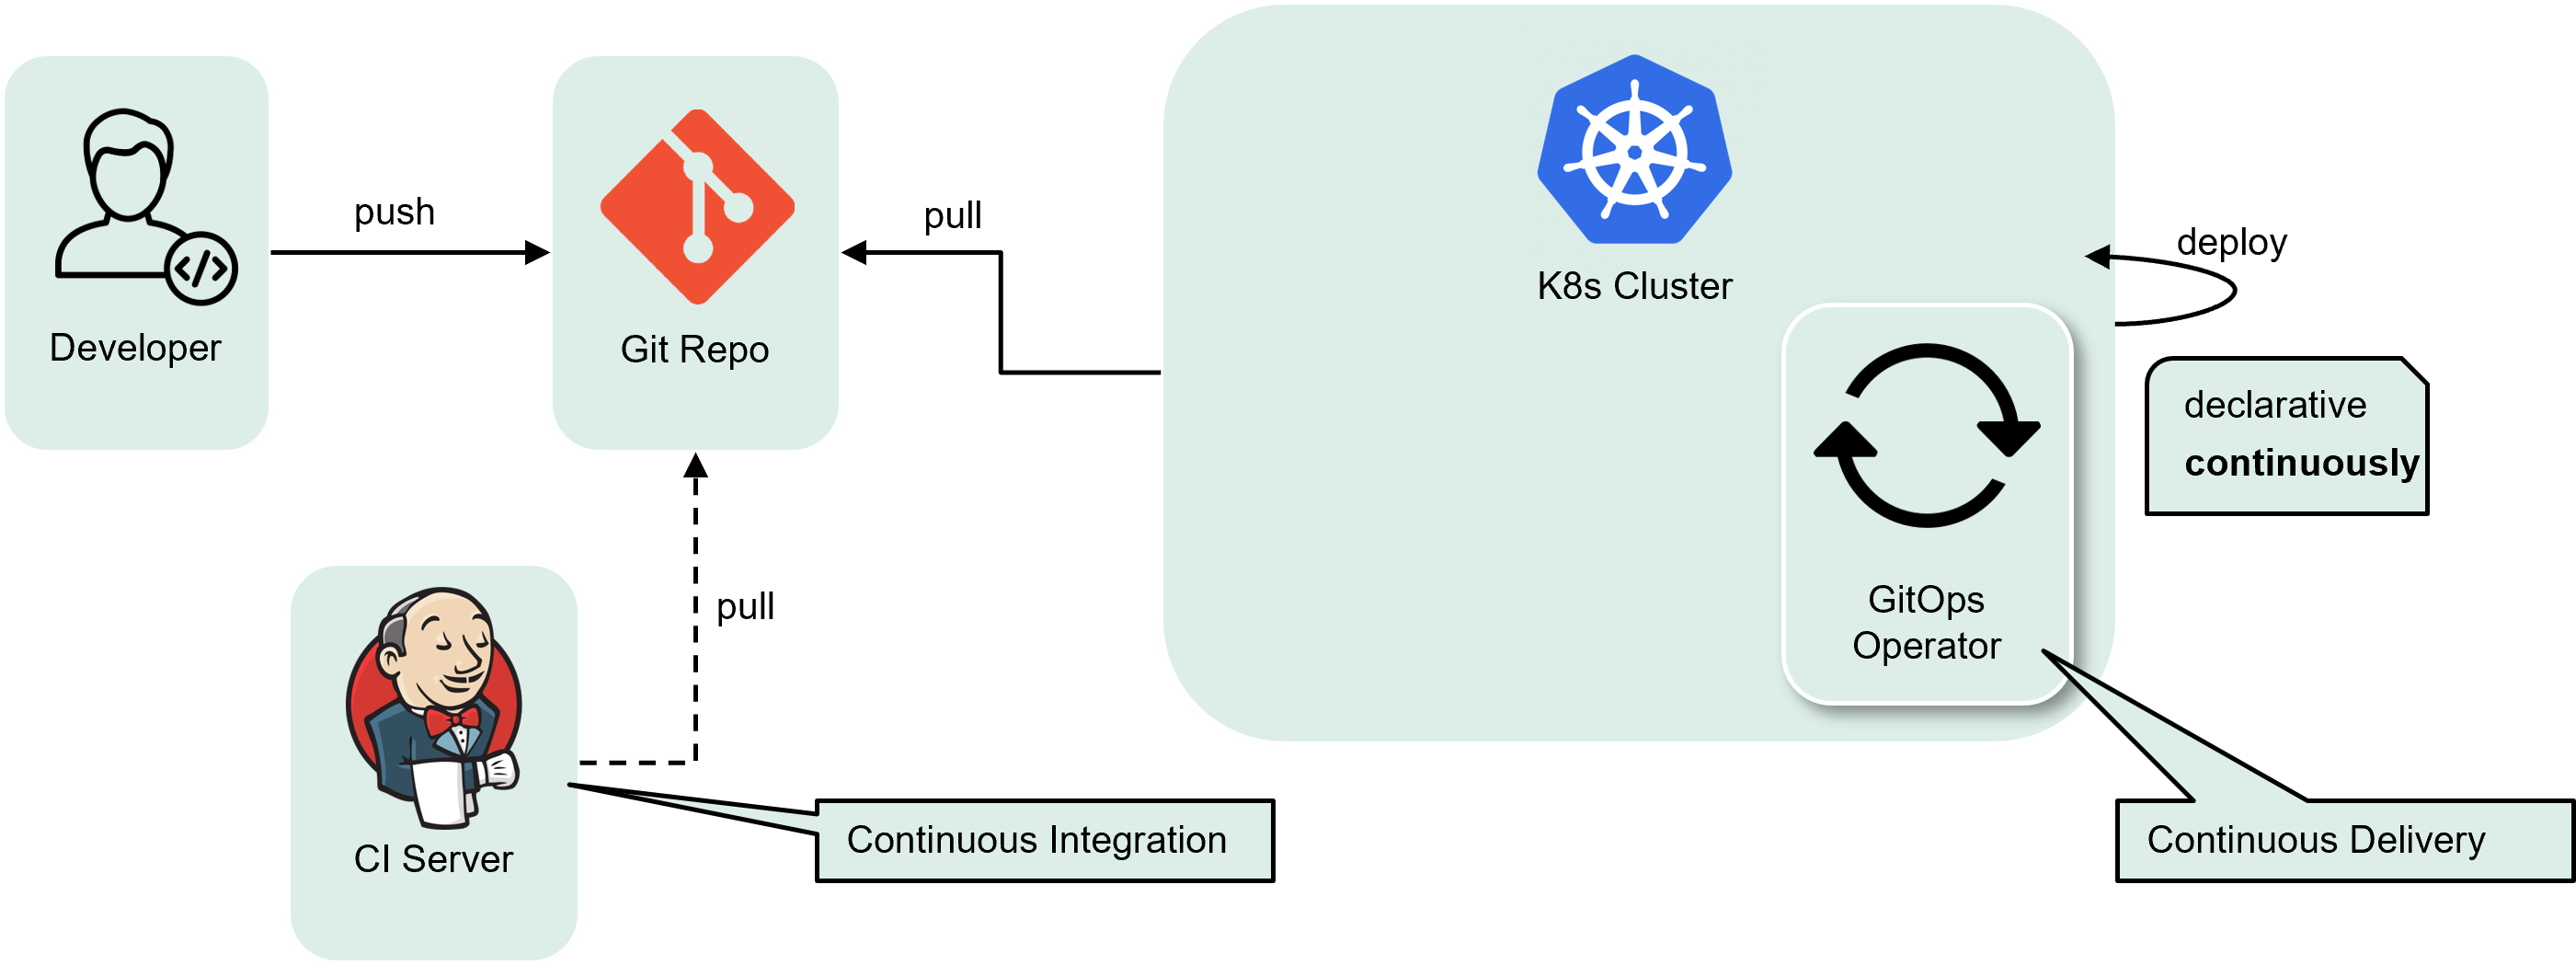 Developer
push
Git Repo
pull
K8s Cluster
deploy
declarative
continuously
GitOps
Operator
pull
CI Server
Continuous Integration
Continuous Delivery